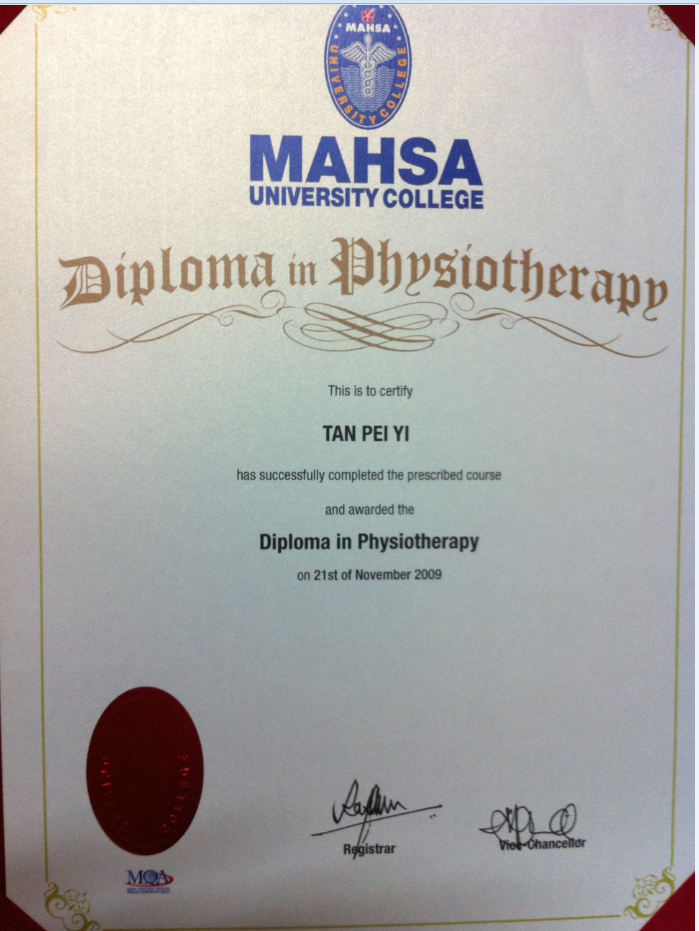 MAHSA
UNIVERSITY COLLEGE
MAHSA
UNIVERSITY COLLEGE
Diploma in Physiotherapy
This is to certify
TAN PEI YI
has successfully completed the prescribed course
and awarded the
Diploma in Physiotherapy
on 21st of November 2009
COLLEGE
Registrar
Vice-Chancellor
MQA